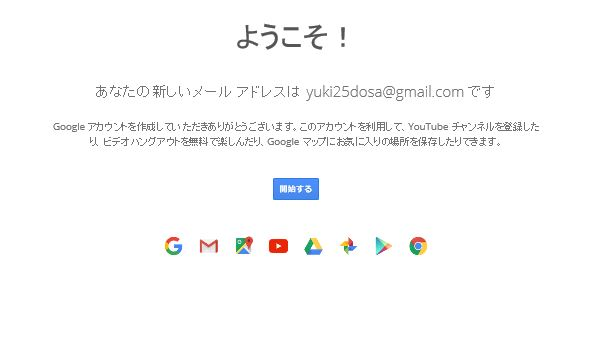 ようこそ！
あなたの新しいメール アドレスは yuki25dosa@gmail.com です
Google アカウントを作成していただきありがとうございます。このアカウントを利用して、YouTube チャンネルを登録した
り、ビデオハングアウトを無料で楽しんだり、Google マップにお気に入りの場所を保存したりできます。
開始する